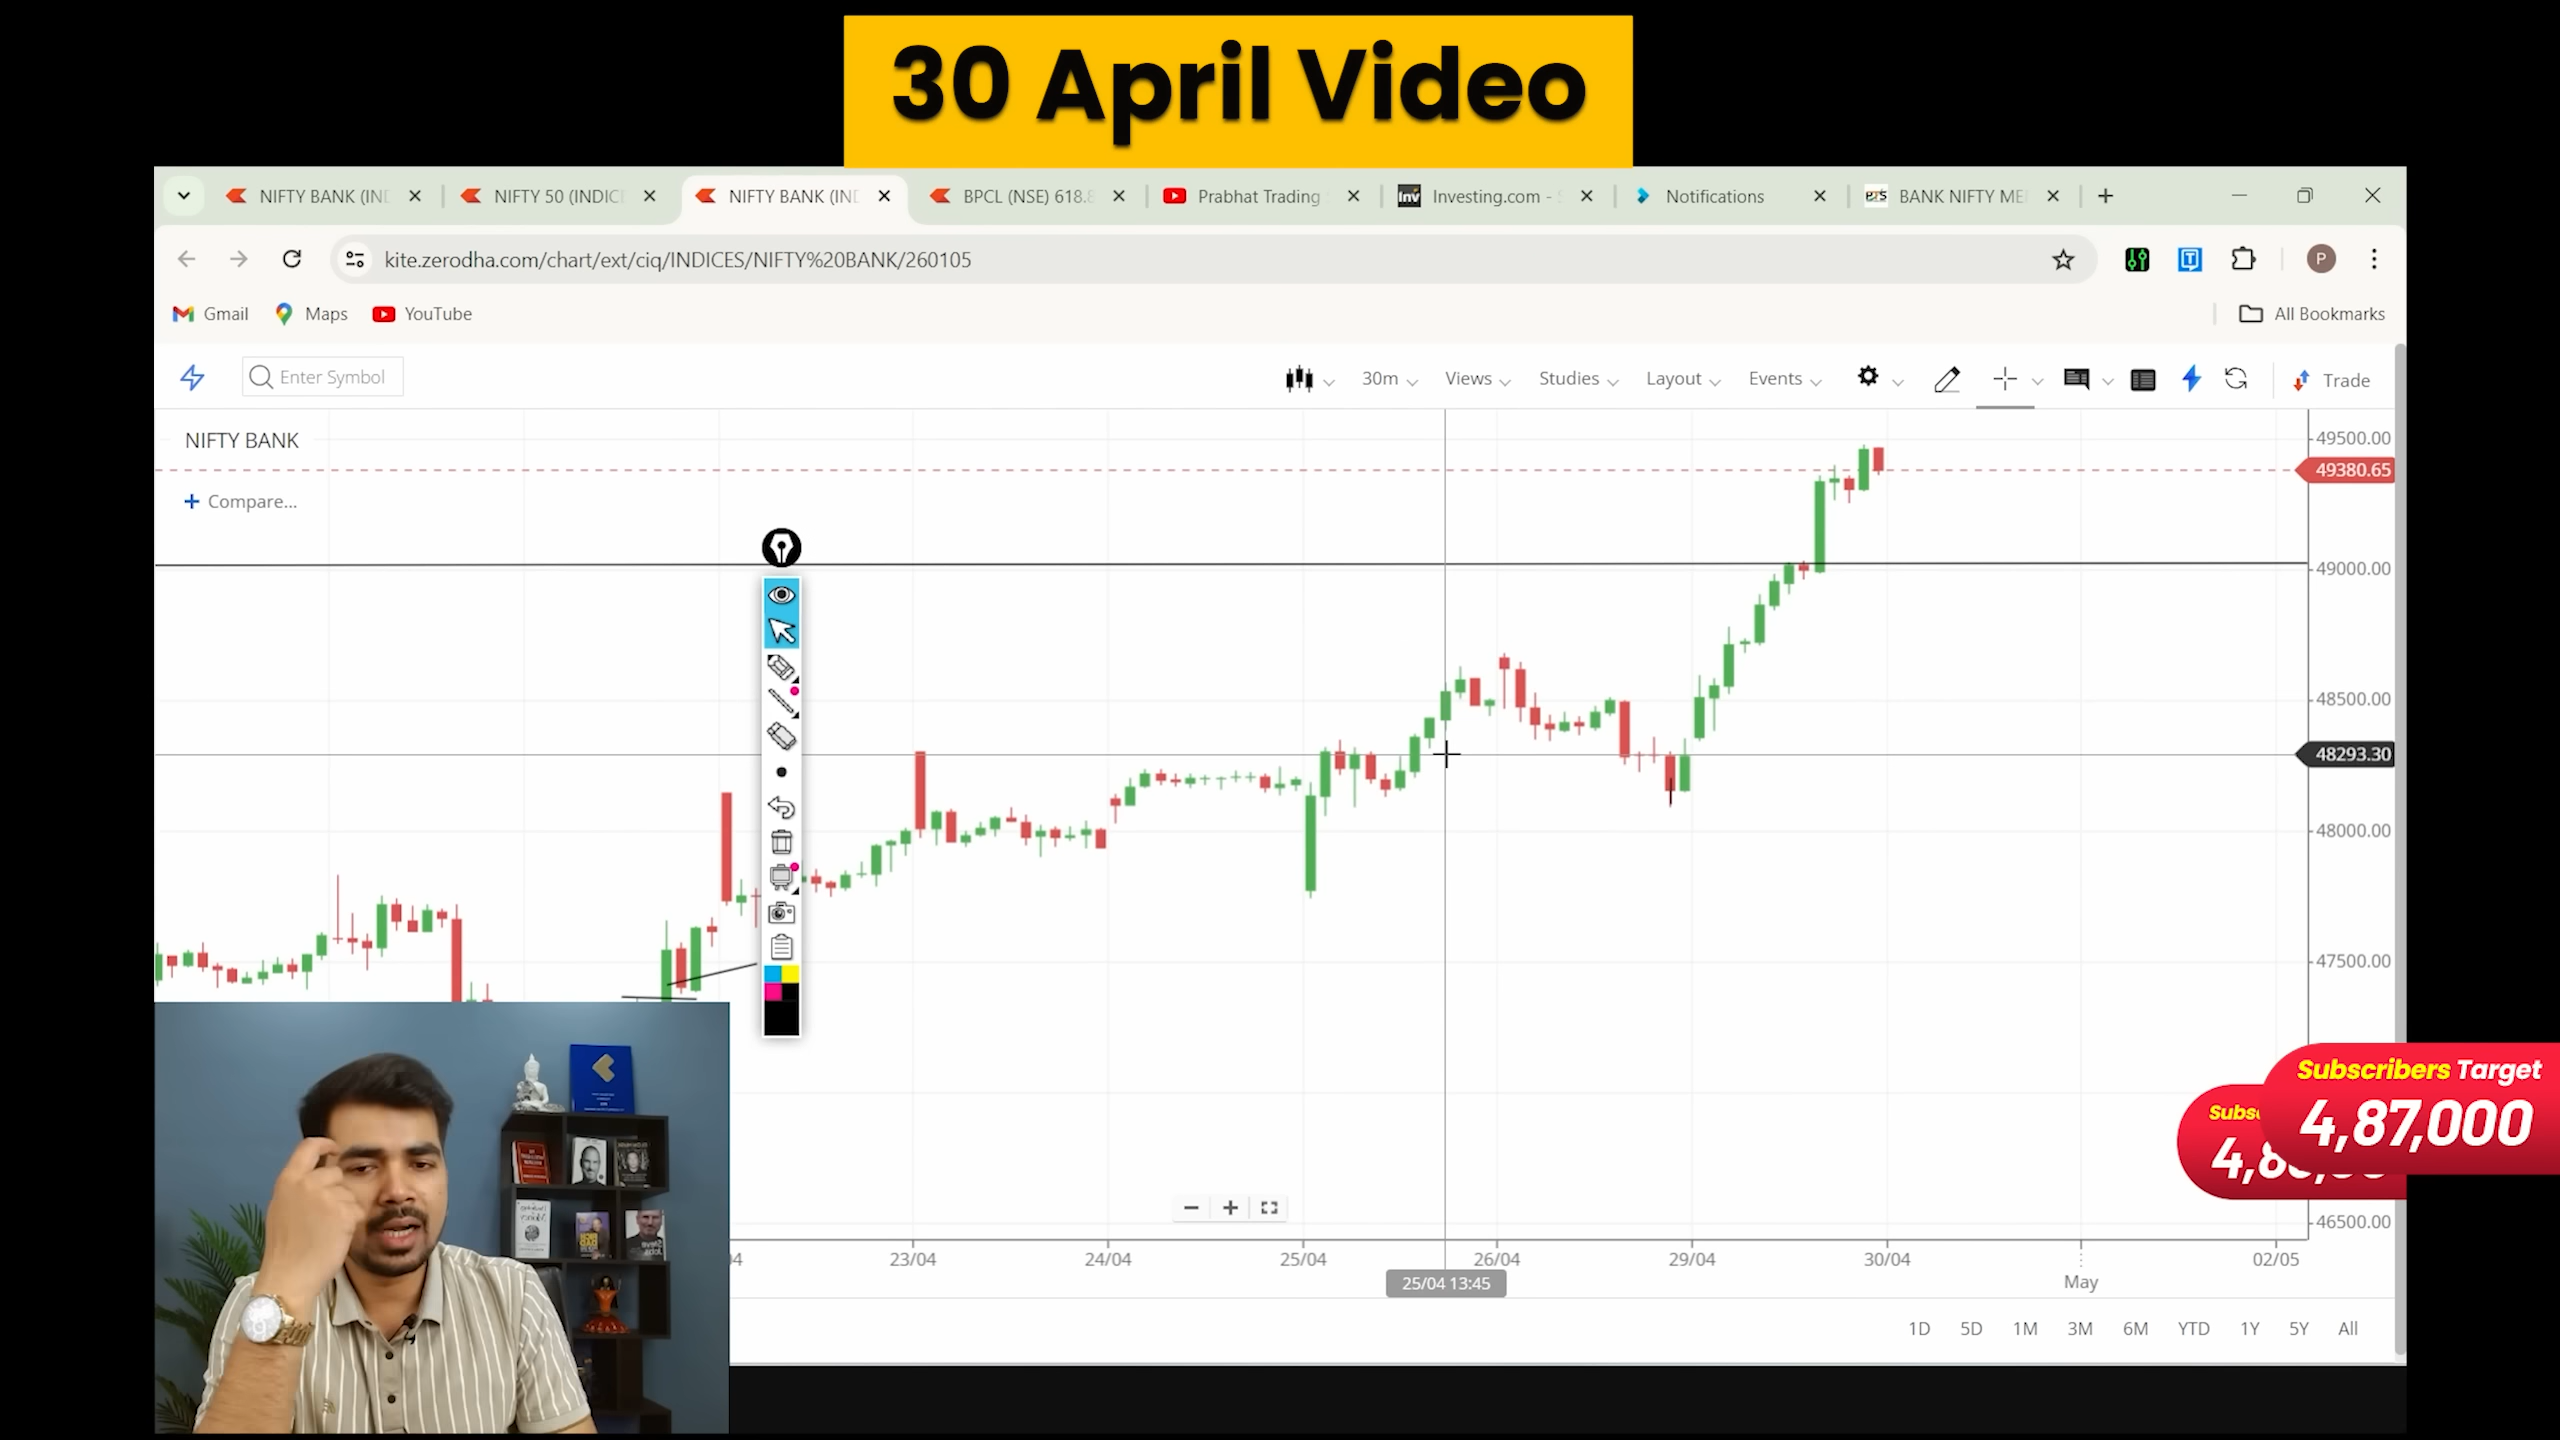 30 April Video
NIFTY BANK (IND
NIFTY 50 (INDIC
NIFTY BANK (IND
BPCL (NSE) 618.8
Prabhat Trading
Investing.com -
Notifications
BANK NIFTY ME
kite.zerodha.com/chart/ext/ciq/INDICES/NIFTY%20BANK/260105
P
Gmail
Maps
YouTube
All Bookmarks
Enter Symbol
30m
Views
Studies
Layout
Events
Trade
NIFTY BANK
+ Compare...
49500.00
49380.65
49000.00
48500.00
48293.30
48000.00
47500.00
46500.00
Subscribers Target
4,87,000
23/04
24/04
25/04
26/04
29/04
30/04
02/05
25/04 13:45
May
1D 5D 1M 3M 6M YTD 1Y 5Y All